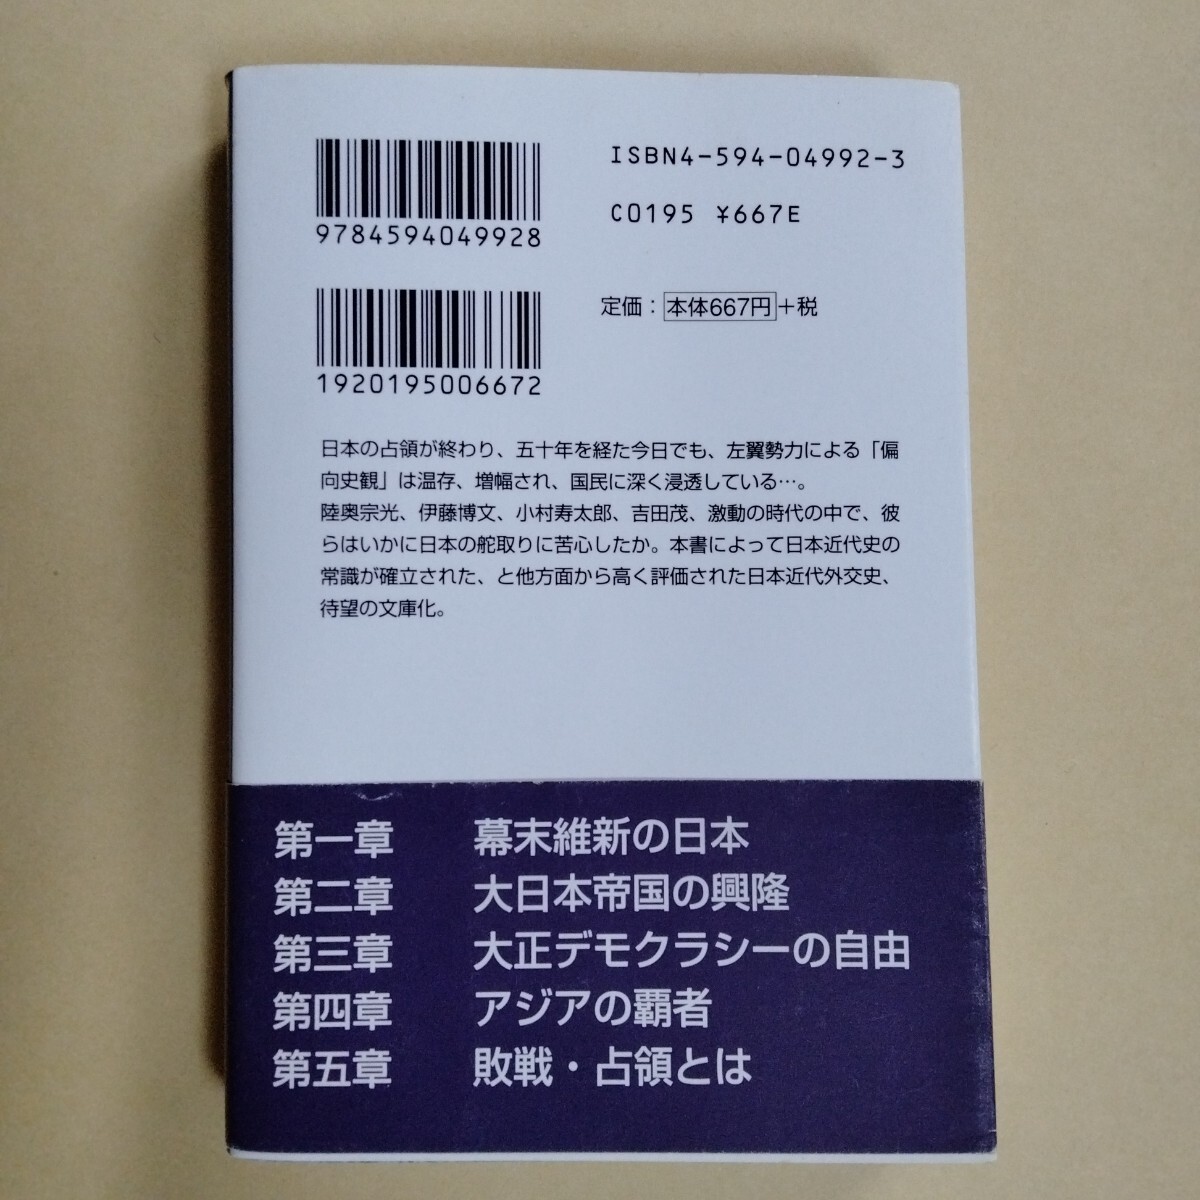 ISBN4-594-04992-3
C0195 ¥667E
9784594049928
定価：本体667円+税
1920195006672
日本の占領が終わり、五十年を経た今日でも、左翼勢力による「偏
向史観」は温存、増幅され、国民に深く浸透している…。
陸奥宗光、伊藤博文、小村寿太郎、吉田茂、激動の時代の中で、彼
らはいかに日本の舵取りに苦心したか。本書によって日本近代史の
常識が確立された、と他方面から高く評価された日本近代外交史、
待望の文庫化。
第一章 幕末維新の日本
第二章 大日本帝国の興隆
第三章 大正デモクラシーの自由
第四章 アジアの覇者
第五章 敗戦・占領とは